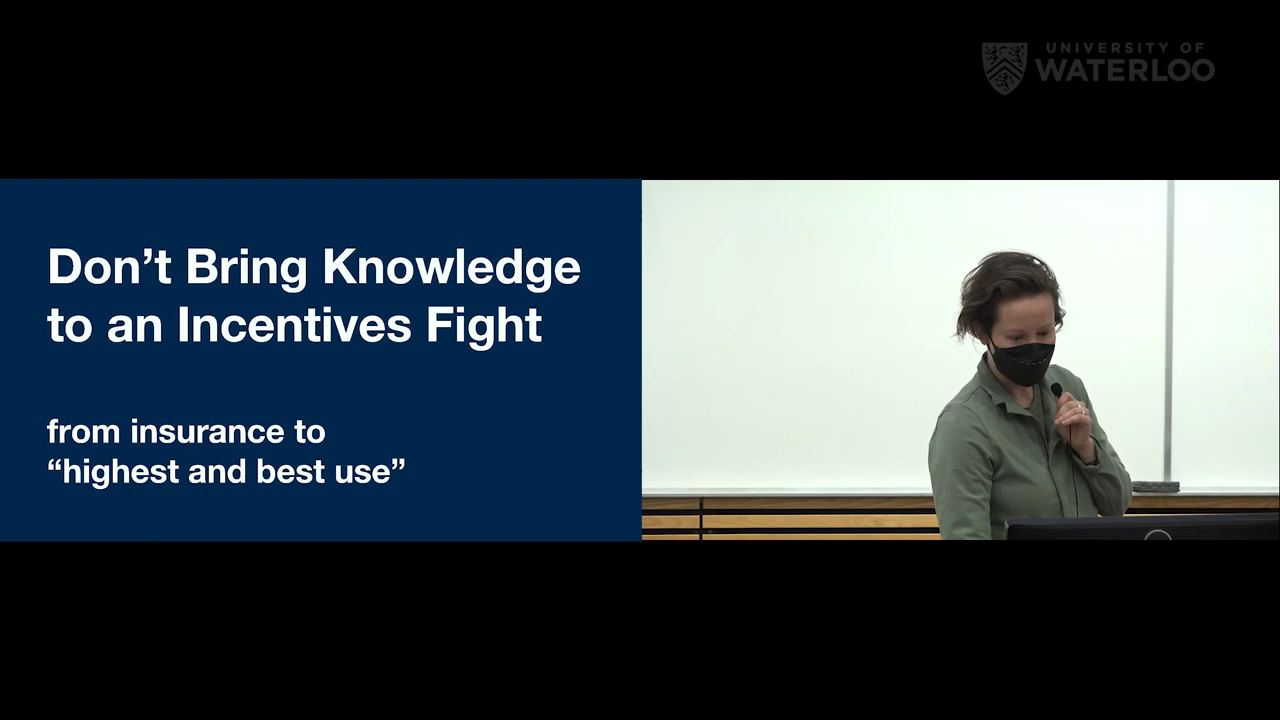 UNIVERSITY OF
WATERLOO
Don’t Bring Knowledge
to an Incentives Fight
from insurance to
“highest and best use”